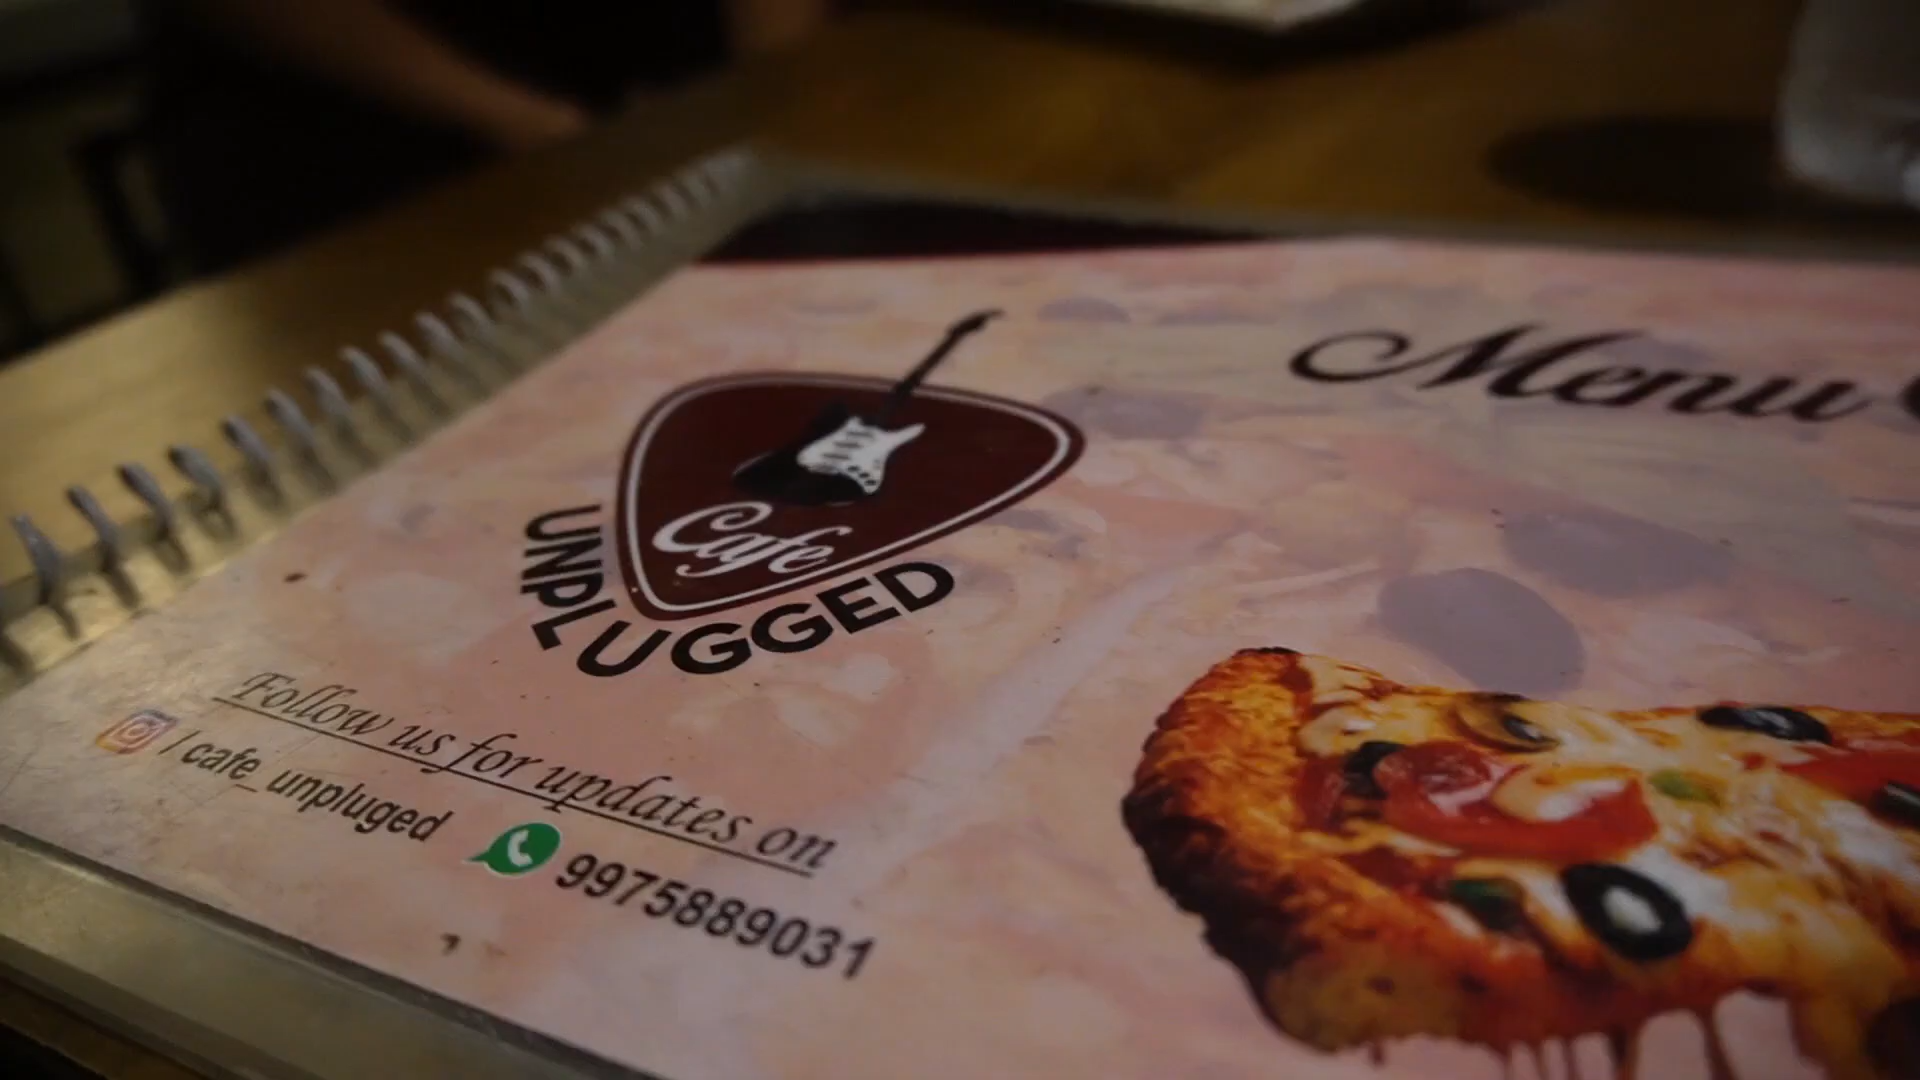 Menu
Cafe
UNPLUGGED
Follow us for updates on
/ cafe_unpluged
9975889031